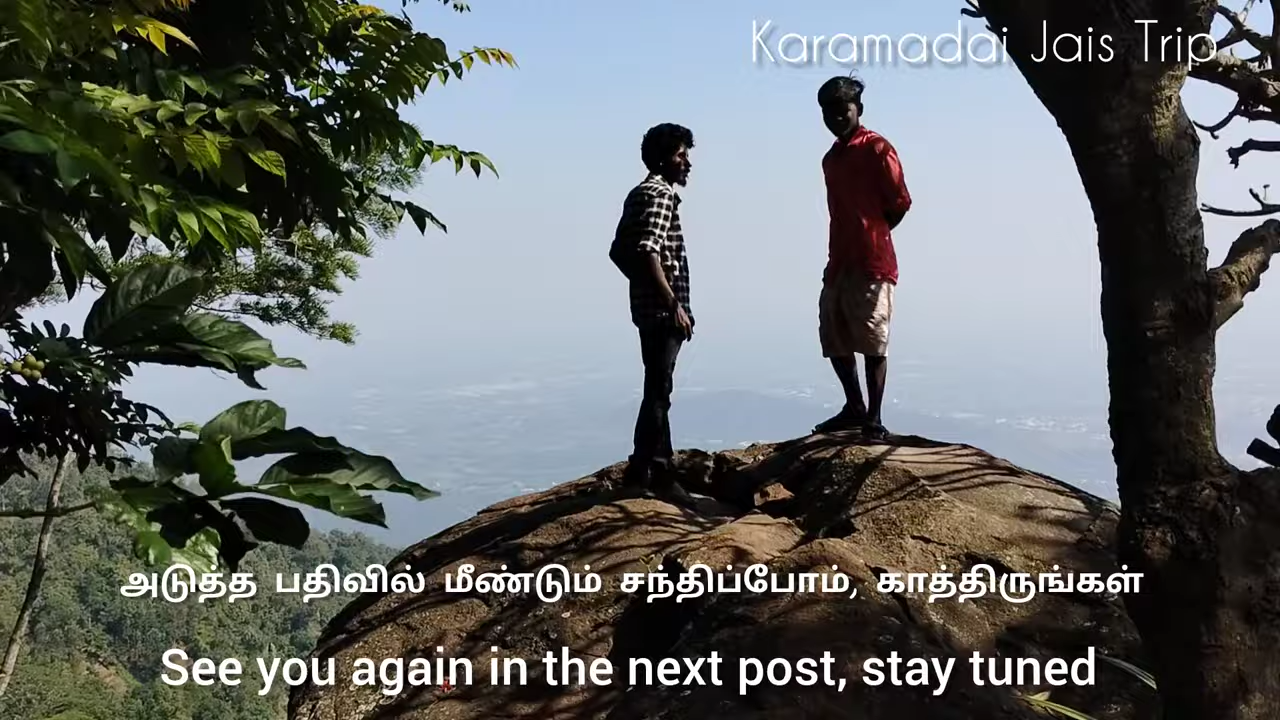 Karamadai Jais Trip
அடுத்த பதிவில் மீண்டும் சந்திப்போம், காத்திருங்கள்
See you again in the next post, stay tuned